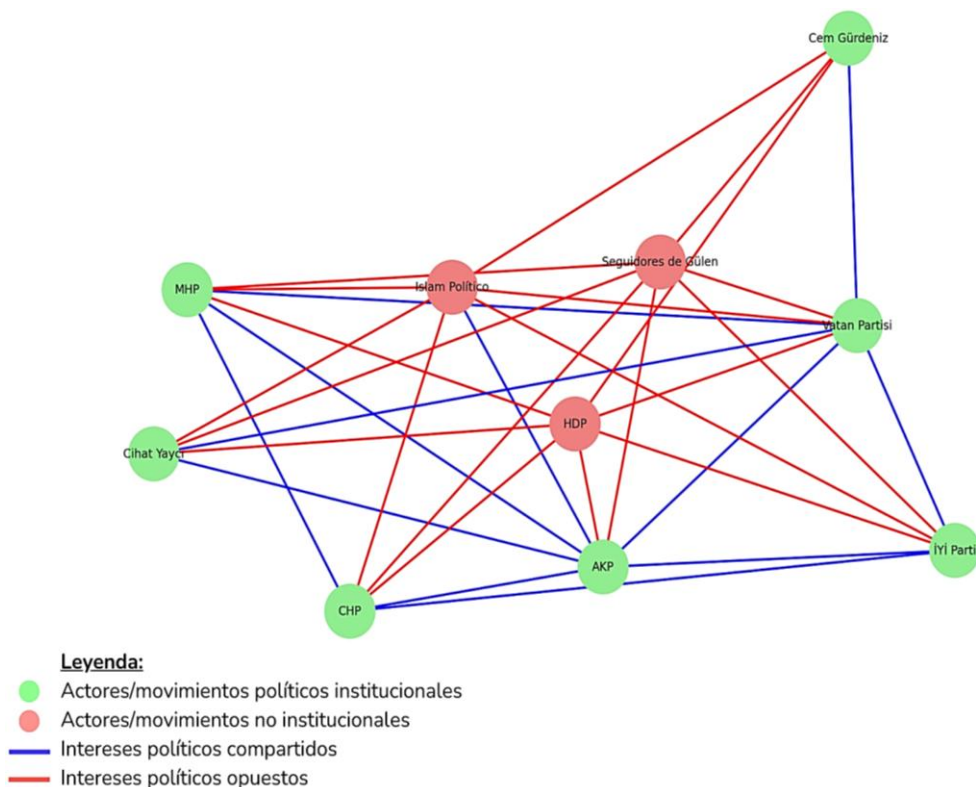 Cem Gürdeniz
Seguidores de Gülen
Islam Político
MHP
Vatan Partisi
HDP
Cihat Yaycı
İYİ Parti
AKP
CHP
Leyenda:
Actores/movimientos políticos institucionales
Actores/movimientos no institucionales
Intereses políticos compartidos
Intereses políticos opuestos